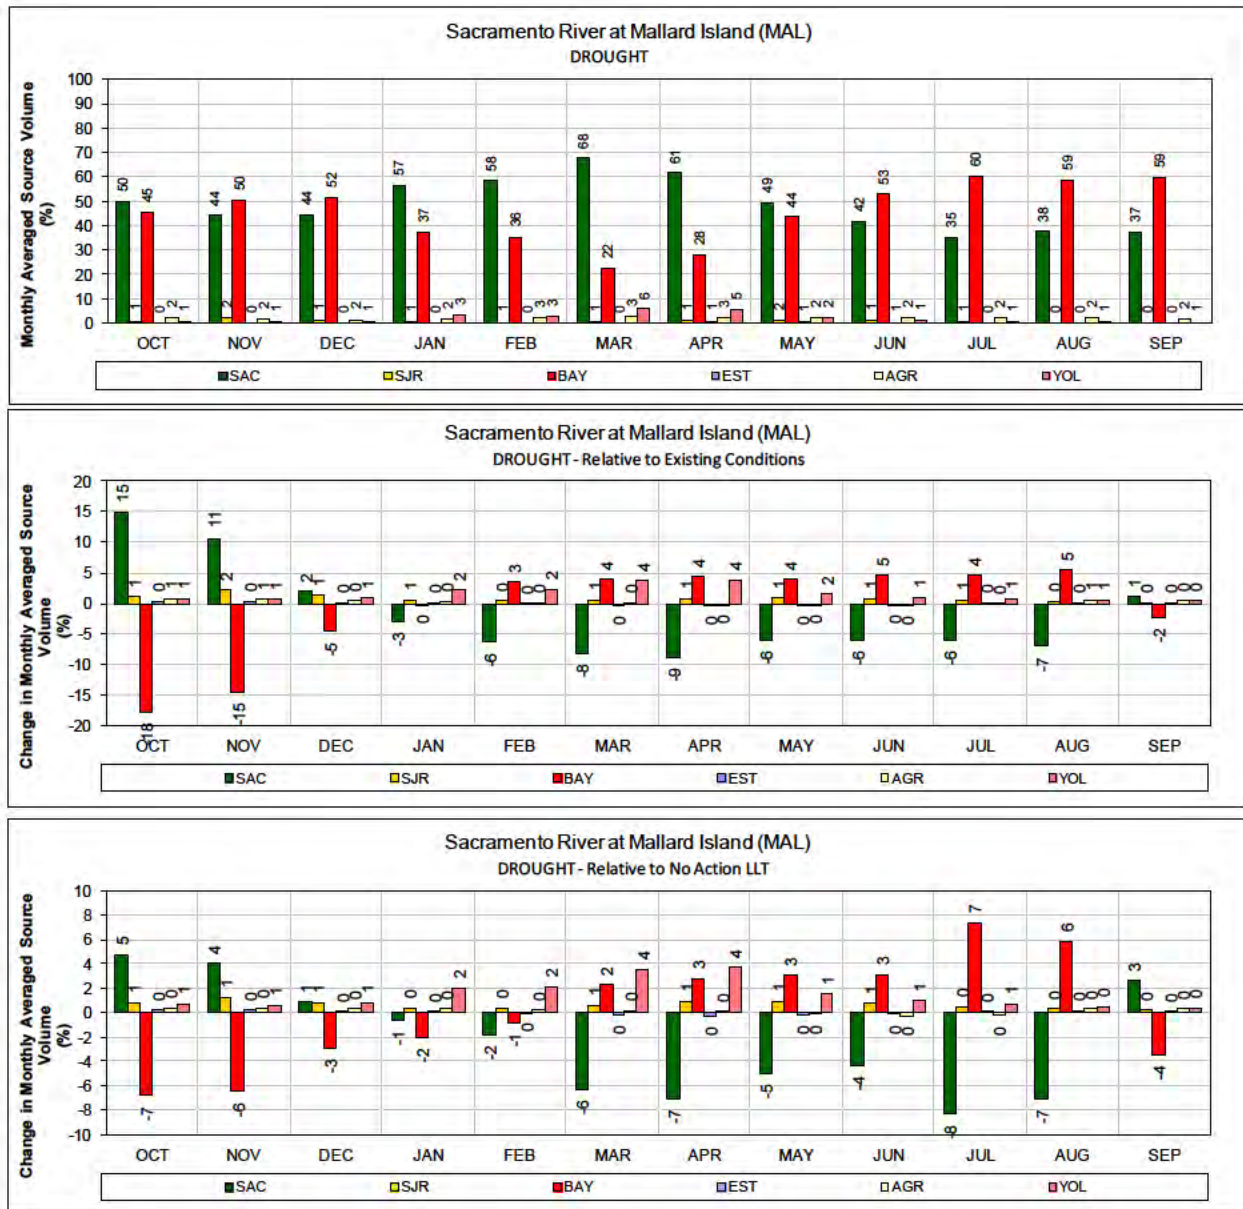 Sacramento River at Mallard Island (MAL)
DROUGHT
Monthly Averaged Source Volume
(%)
100
90
80
70
60
50
40
30
20
10
0
50 1 45 0 2 1
44 2 50 0 2 1
44 1 52 0 2 1
57 1 37 0 2 3
58 1 36 0 3 3
68 1 22 0 3 6
61 1 28 1 3 5
49 2 44 1 2 2
42 1 53 1 2 1
35 1 60 0 2 1
38 0 59 0 2 1
37 0 59 0 2 1
OCT NOV DEC JAN FEB MAR APR MAY JUN JUL AUG SEP
SAC SJR BAY EST AGR YOL
Sacramento River at Mallard Island (MAL)
DROUGHT - Relative to Existing Conditions
Change in Monthly Averaged Source
Volume
(%)
20
15
10
5
0
-5
-10
-15
-20
15 1 -18 0 1 1
11 2 -15 0 1 1
2 1 -5 0 0 1
-3 1 0 0 0 2
-6 0 3 0 0 2
-8 1 4 0 0 4
-9 1 4 0 0 4
-6 1 4 0 0 2
-6 1 5 0 0 1
-6 1 4 0 0 1
-7 0 5 0 1 1
1 0 -2 0 0 0
OCT NOV DEC JAN FEB MAR APR MAY JUN JUL AUG SEP
SAC SJR BAY EST AGR YOL
Sacramento River at Mallard Island (MAL)
DROUGHT - Relative to No Action LLT
Change in Monthly Averaged Source
Volume
(%)
10
8
6
4
2
0
-2
-4
-6
-8
-10
5 1 -7 0 0 1
4 1 -6 0 0 1
1 1 -3 0 0 1
-1 0 -2 0 0 2
-2 0 -1 0 0 2
-6 1 2 0 0 4
-7 1 3 0 0 4
-5 1 3 0 0 1
-4 1 3 0 0 1
-8 0 7 0 0 1
-7 0 6 0 0 0
3 0 -4 0 0 0
OCT NOV DEC JAN FEB MAR APR MAY JUN JUL AUG SEP
SAC SJR BAY EST AGR YOL